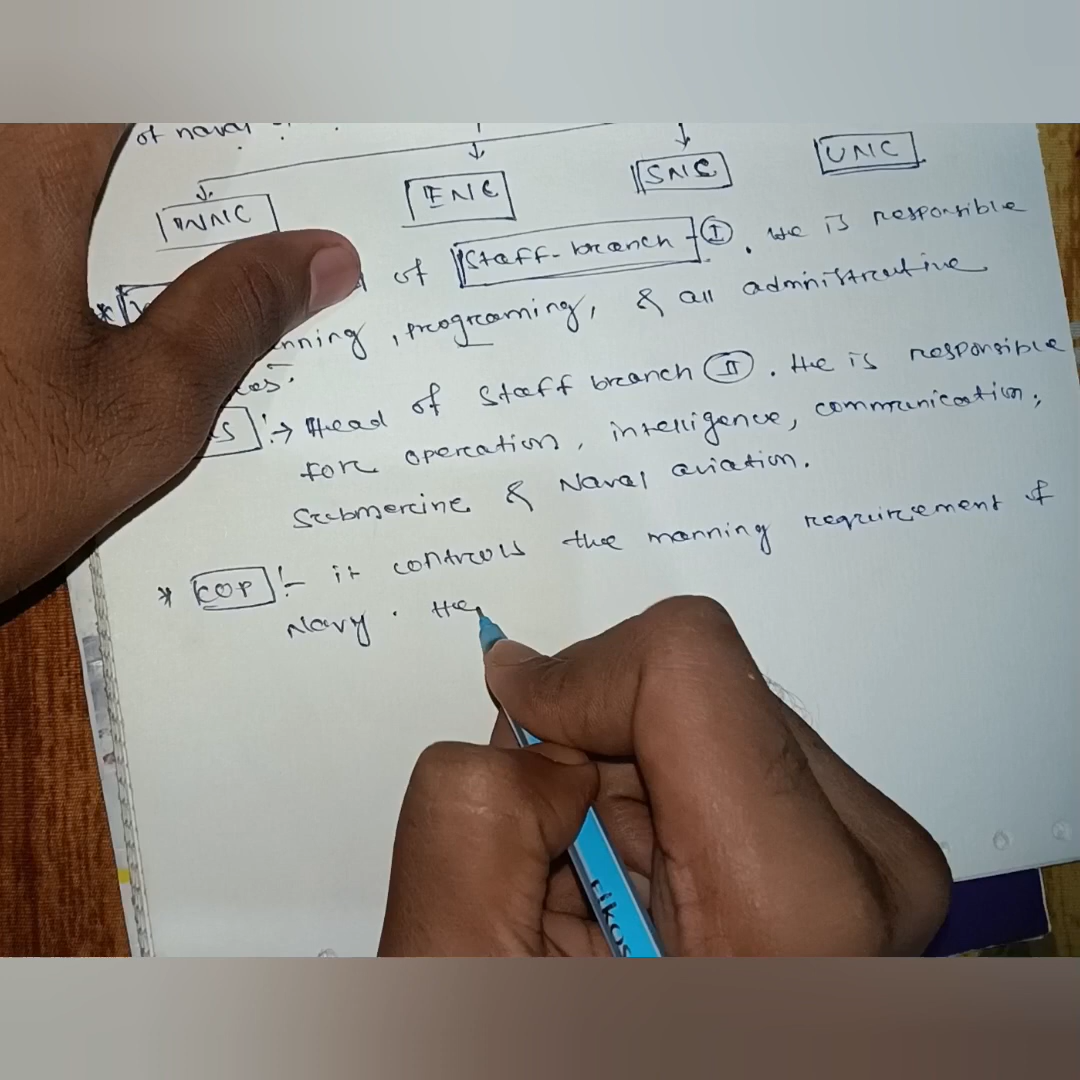 of naval
WNC ENC SNC UNC
* of Staff-branch - I . He is responsible
nning, programing, & all administrative
ces.
S :→ Head of Staff branch II . He is responsible
for operation, intelligence, communication,
submarine & Naval aviation.
* COP :- it controls the manning requirement of
Navy. He
Eikos